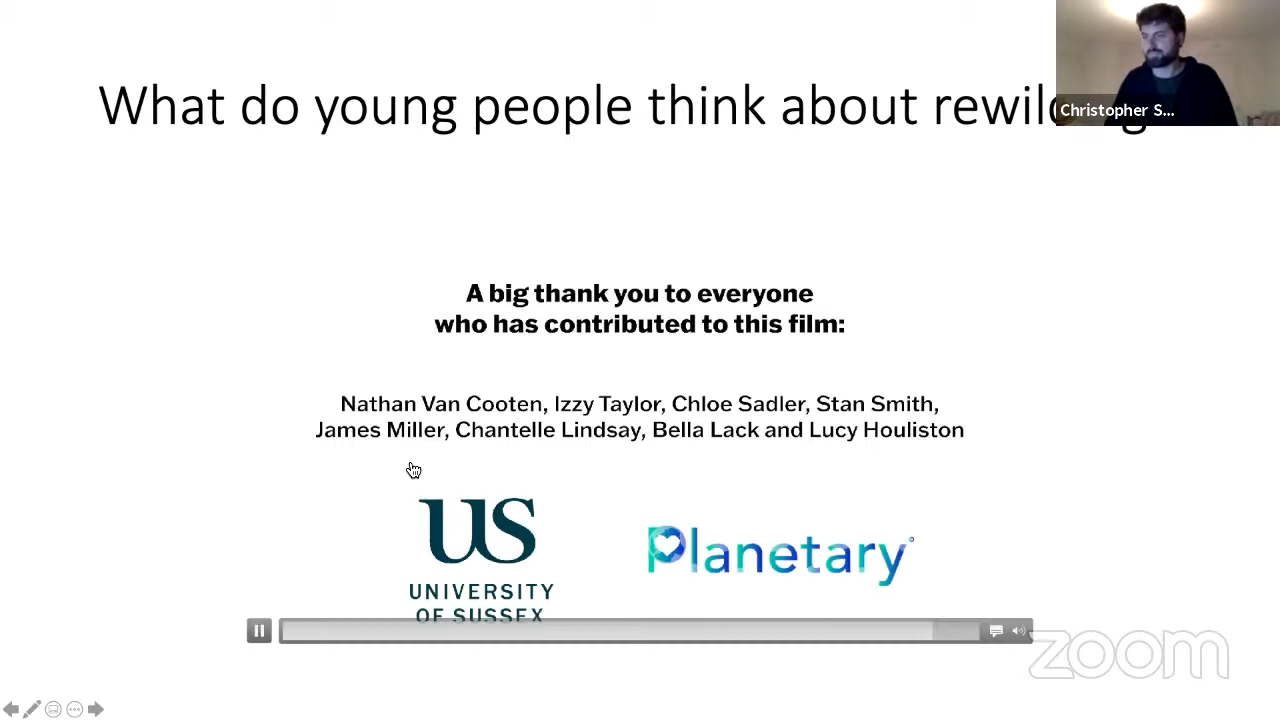 What do young people think about rewil
Christopher S...
A big thank you to everyone
who has contributed to this film:
Nathan Van Cooten, Izzy Taylor, Chloe Sadler, Stan Smith,
James Miller, Chantelle Lindsay, Bella Lack and Lucy Houliston
US
UNIVERSITY
OF SUSSEX
Planetary
zoom